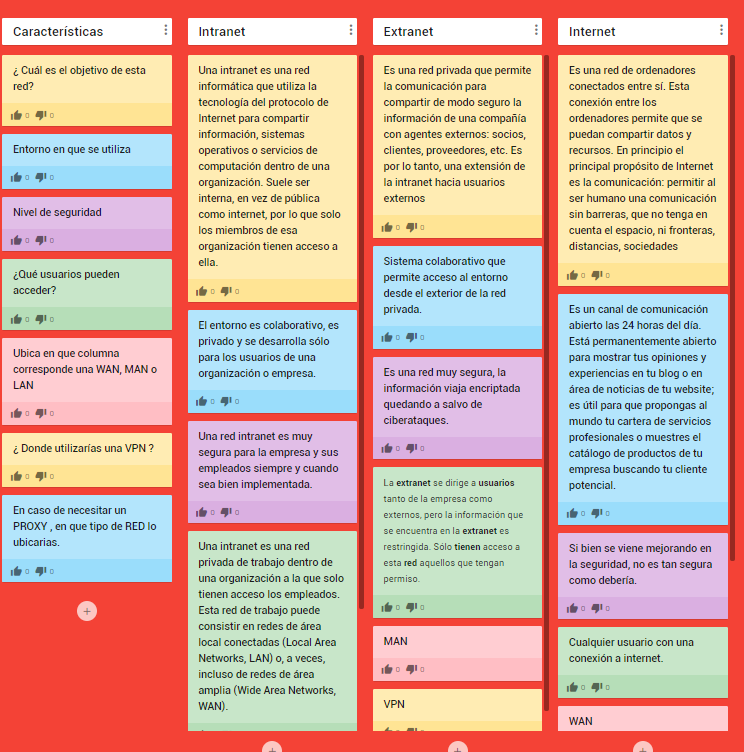 Características
¿ Cuál es el objetivo de esta
red?
0 0
Entorno en que se utiliza
0 0
Nivel de seguridad
0 0
¿Qué usuarios pueden
acceder?
0 0
Ubica en que columna
corresponde una WAN, MAN o
LAN
0 0
¿ Donde utilizarías una VPN ?
0 0
En caso de necesitar un
PROXY , en que tipo de RED lo
ubicarias.
0 0
+
Intranet
Una intranet es una red
informática que utiliza la
tecnología del protocolo de
Internet para compartir
información, sistemas
operativos o servicios de
computación dentro de una
organización. Suele ser
interna, en vez de pública
como internet, por lo que solo
los miembros de esa
organización tienen acceso a
ella.
0 0
El entorno es colaborativo, es
privado y se desarrolla sólo
para los usuarios de una
organización o empresa.
0 0
Una red intranet es muy
segura para la empresa y sus
empleados siempre y cuando
sea bien implementada.
0 0
Una intranet es una red
privada de trabajo dentro de
una organización a la que solo
tienen acceso los empleados.
Esta red de trabajo puede
consistir en redes de área
local conectadas (Local Area
Networks, LAN) o, a veces,
incluso de redes de área
amplia (Wide Area Networks,
WAN).
+
Extranet
Es una red privada que permite
la comunicación para
compartir de modo seguro la
información de una compañía
con agentes externos: socios,
clientes, proveedores, etc. Es
por lo tanto, una extensión de
la intranet hacia usuarios
externos
0 0
Sistema colaborativo que
permite acceso al entorno
desde el exterior de la red
privada.
0 0
Es una red muy segura, la
información viaja encriptada
quedando a salvo de
ciberataques.
0 0
La extranet se dirige a usuarios
tanto de la empresa como
externos, pero la información que
se encuentra en la extranet es
restringida. Sólo tienen acceso a
esta red aquellos que tengan
permiso.
0 0
MAN
0 0
VPN
0 0
+
Internet
Es una red de ordenadores
conectados entre sí. Esta
conexión entre los
ordenadores permite que se
puedan compartir datos y
recursos. En principio el
principal propósito de Internet
es la comunicación: permitir al
ser humano una comunicación
sin barreras, que no tenga en
cuenta el espacio, ni fronteras,
distancias, sociedades
0 0
Es un canal de comunicación
abierto las 24 horas del día.
Está permanentemente abierto
para mostrar tus opiniones y
experiencias en tu blog o en
área de noticias de tu website;
es útil para que propongas al
mundo tu cartera de servicios
profesionales o muestres el
catálogo de productos de tu
empresa buscando tu cliente
potencial.
0 0
Si bien se viene mejorando en
la seguridad, no es tan segura
como debería.
0 0
Cualquier usuario con una
conexión a internet.
0 0
WAN
+